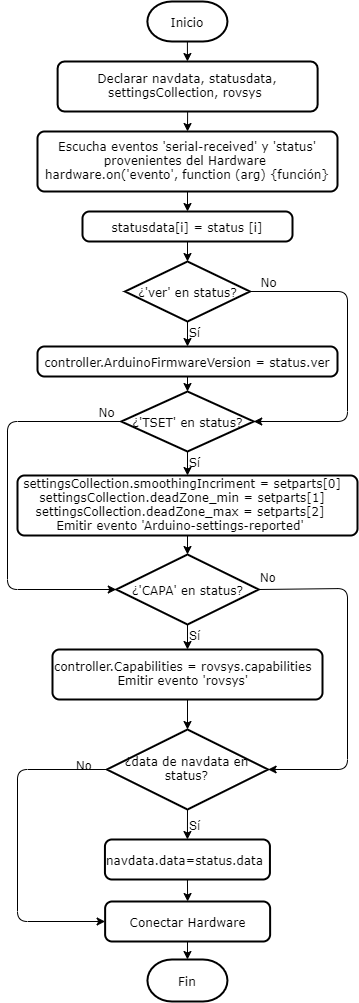 Inicio
Declarar navdata, statusdata,
settingsCollection, rovsys
Escucha eventos 'serial-received' y 'status'
provenientes del Hardware
hardware.on('evento', function (arg) {función}
statusdata[i] = status [i]
¿'ver' en status?
No
Sí
controller.ArduinoFirmwareVersion = status.ver
No
¿'TSET' en status?
Sí
settingsCollection.smoothingIncriment = setparts[0]
settingsCollection.deadZone_min = setparts[1]
settingsCollection.deadZone_max = setparts[2]
Emitir evento 'Arduino-settings-reported'
¿'CAPA' en status?
No
Sí
controller.Capabilities = rovsys.capabilities
Emitir evento 'rovsys'
No
¿data de navdata en
status?
Sí
navdata.data=status.data
Conectar Hardware
Fin